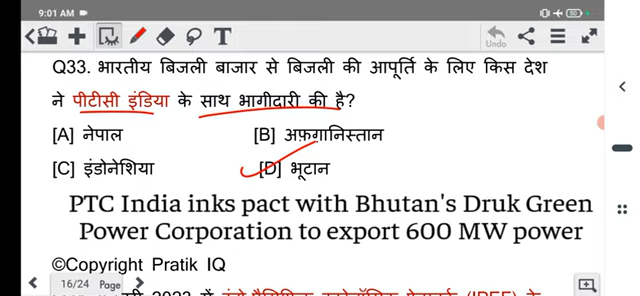 9:01 AM
Undo
Q33. भारतीय बिजली बाजार से बिजली की आपूर्ति के लिए किस देश
ने पीटीसी इंडिया के साथ भागीदारी की है?
[A] नेपाल [B] अफ़गानिस्तान
[C] इंडोनेशिया [D] भूटान
PTC India inks pact with Bhutan's Druk Green
Power Corporation to export 600 MW power
©Copyright Pratik IQ
16/24 Page